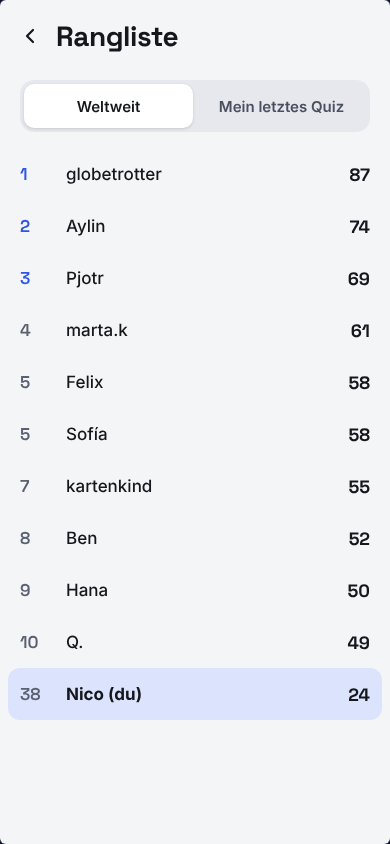 Rangliste
Weltweit Mein letztes Quiz
1 globetrotter 87
2 Aylin 74
3 Pjotr 69
4 marta.k 61
5 Felix 58
5 Sofía 58
7 kartenkind 55
8 Ben 52
9 Hana 50
10 Q. 49
38 Nico (du) 24